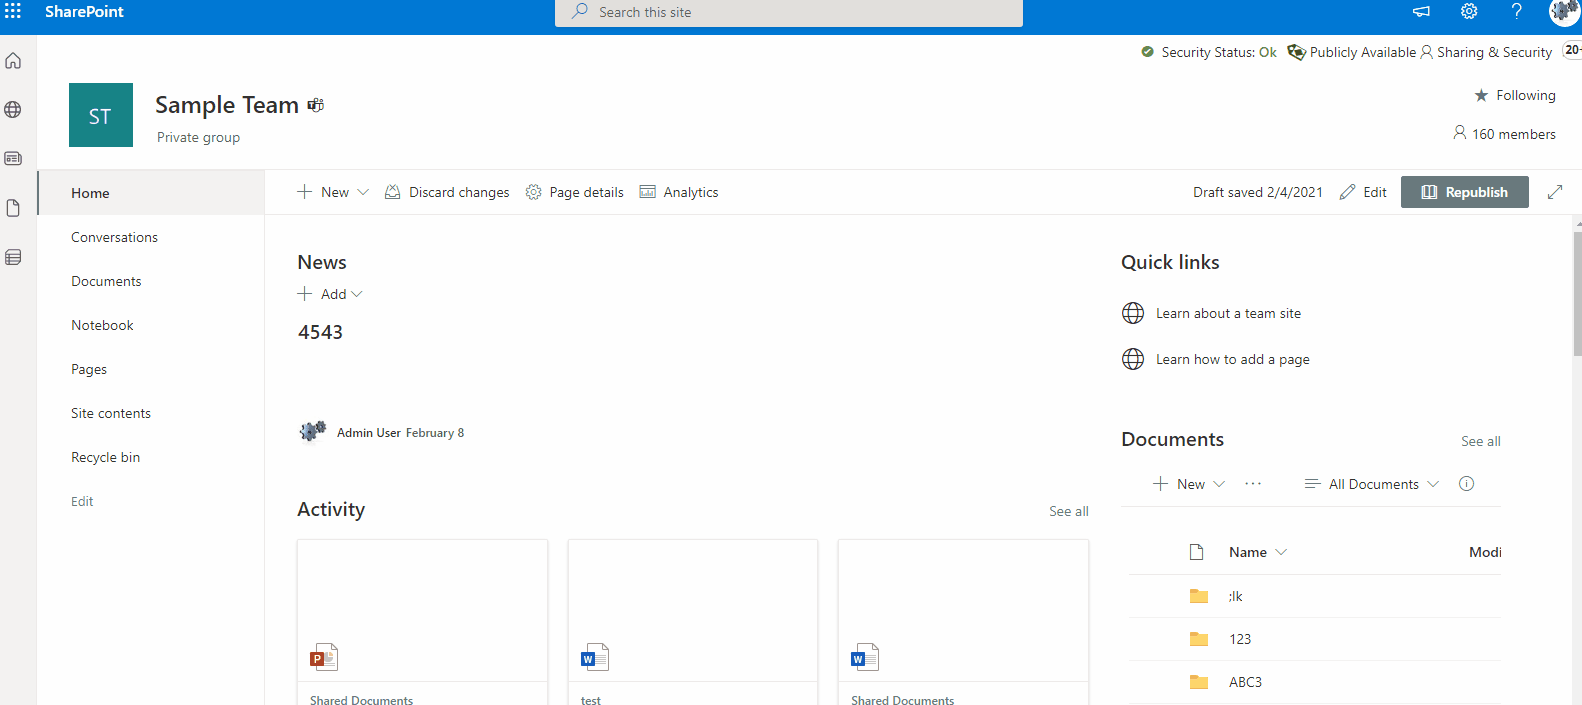 SharePoint
Search this site
Security Status: Ok Publicly Available Sharing & Security 20+
ST
Sample Team
Private group
Following
160 members
Home
Conversations
Documents
Notebook
Pages
Site contents
Recycle bin
Edit
New Discard changes Page details Analytics
Draft saved 2/4/2021 Edit Republish
News
Add
4543
Admin User February 8
Activity
See all
P
Shared Documents
W
test
W
Shared Documents
Quick links
Learn about a team site
Learn how to add a page
Documents
See all
New ... All Documents
Name Modi
;lk
123
ABC3